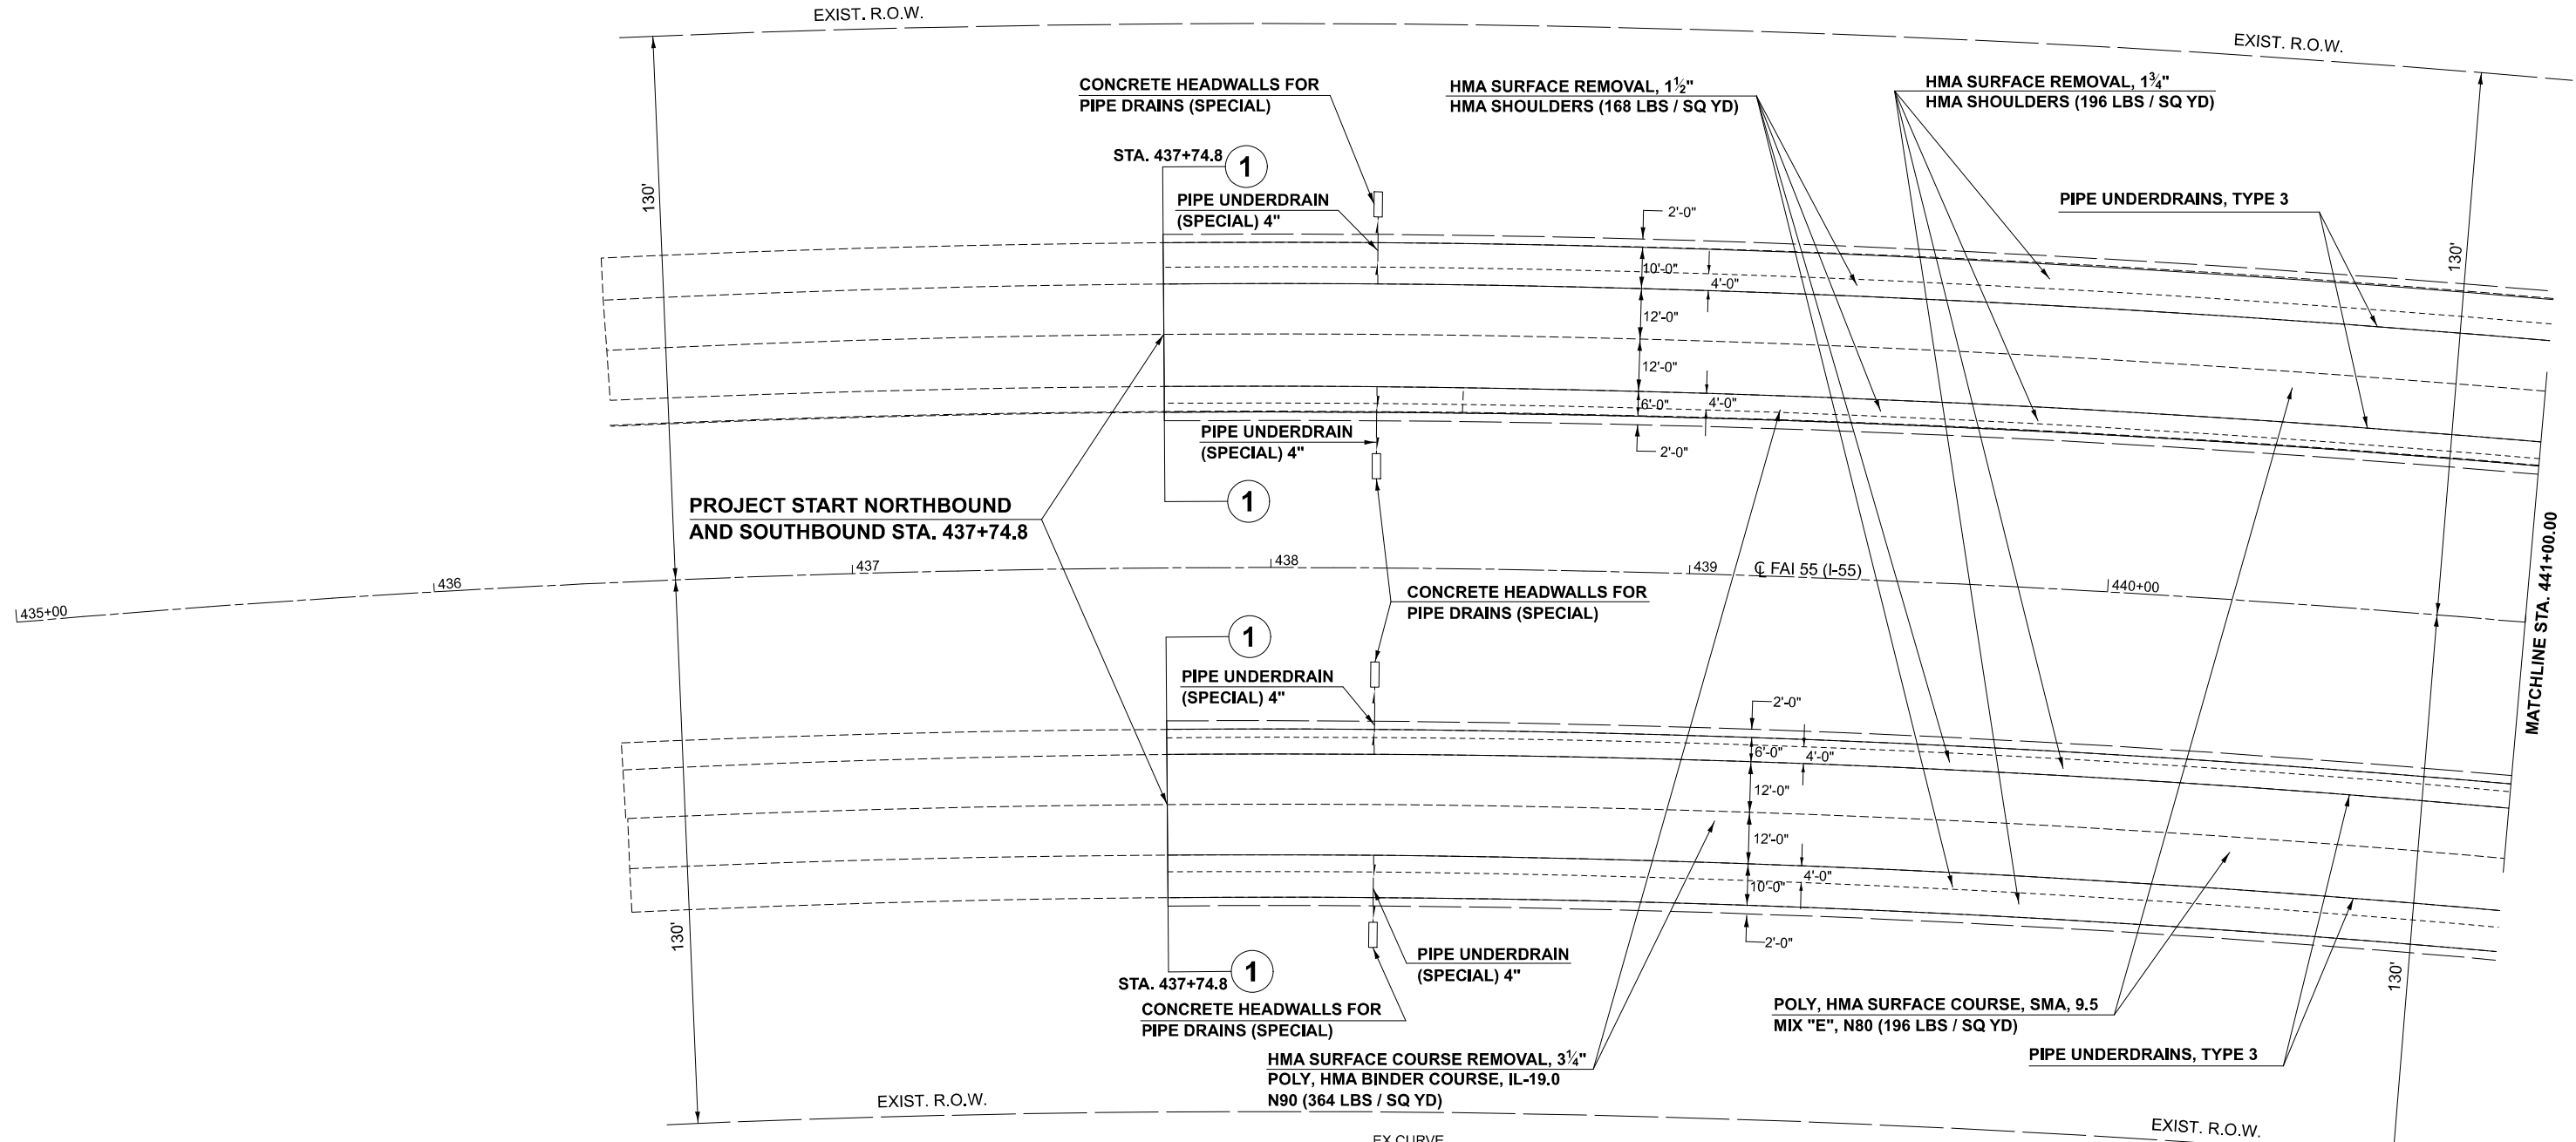 EXIST. R.O.W.
EXIST. R.O.W.
CONCRETE HEADWALLS FOR
PIPE DRAINS (SPECIAL)
HMA SURFACE REMOVAL, 1½"
HMA SHOULDERS (168 LBS / SQ YD)
HMA SURFACE REMOVAL, 1¾"
HMA SHOULDERS (196 LBS / SQ YD)
STA. 437+74.8
1
130'
PIPE UNDERDRAIN
(SPECIAL) 4"
2'-0"
PIPE UNDERDRAINS, TYPE 3
130'
10'-0"
4'-0"
12'-0"
12'-0"
6'-0"
4'-0"
2'-0"
PIPE UNDERDRAIN
(SPECIAL) 4"
1
PROJECT START NORTHBOUND
AND SOUTHBOUND STA. 437+74.8
435+00
436
437
438
439
℄ FAI 55 (I-55)
440+00
MATCHLINE STA. 441+00.00
CONCRETE HEADWALLS FOR
PIPE DRAINS (SPECIAL)
1
PIPE UNDERDRAIN
(SPECIAL) 4"
2'-0"
6'-0"
4'-0"
12'-0"
12'-0"
4'-0"
10'-0"
2'-0"
130'
130'
PIPE UNDERDRAIN
(SPECIAL) 4"
1
STA. 437+74.8
CONCRETE HEADWALLS FOR
PIPE DRAINS (SPECIAL)
POLY, HMA SURFACE COURSE, SMA, 9.5
MIX "E", N80 (196 LBS / SQ YD)
HMA SURFACE COURSE REMOVAL, 3¼"
POLY, HMA BINDER COURSE, IL-19.0
N90 (364 LBS / SQ YD)
PIPE UNDERDRAINS, TYPE 3
EXIST. R.O.W.
EXIST. R.O.W.
EX CURVE